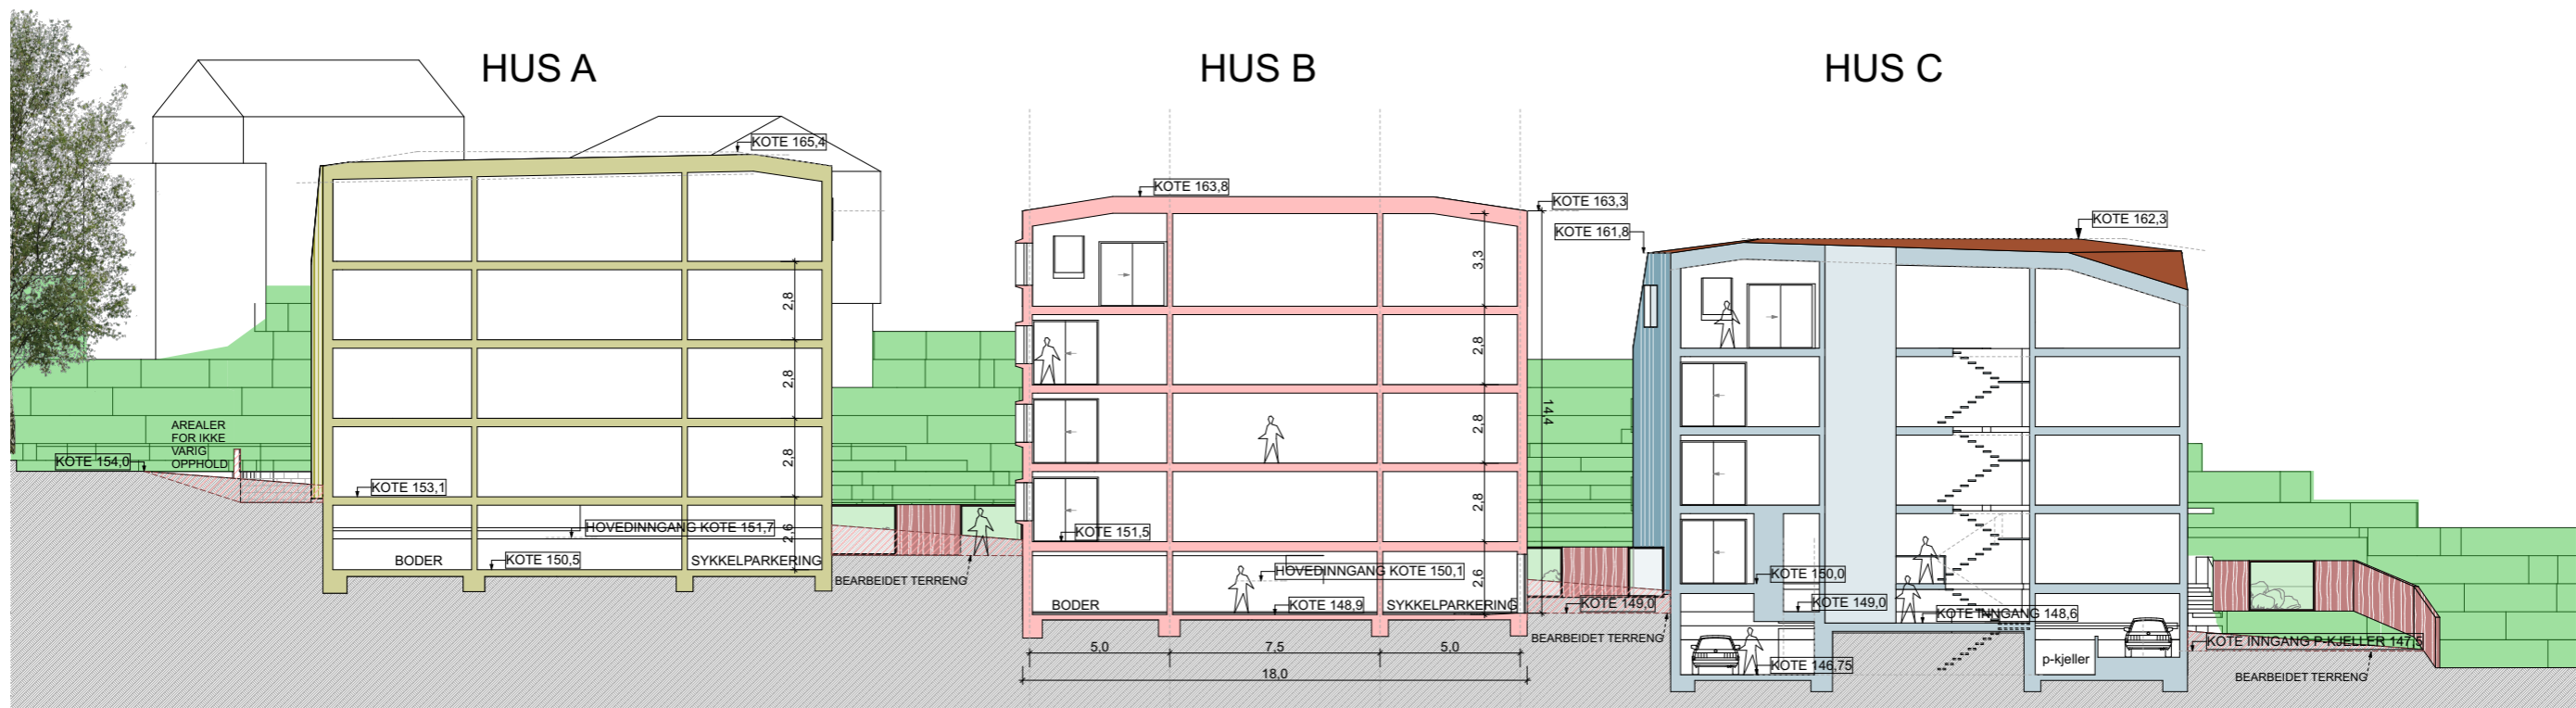 HUS A
HUS B
HUS C
KOTE 165,4
KOTE 163,8
KOTE 163,3
KOTE 161,8
KOTE 162,3
2,8
2,8
2,8
2,6
AREALER
FOR IKKE
VARIG
OPPHOLD
KOTE 154,0
KOTE 153,1
HOVEDINNGANG KOTE 151,7
BODER
KOTE 150,5
SYKKELPARKERING
BEARBEIDET TERRENG
3,3
2,8
2,8
2,8
2,6
14,4
KOTE 151,5
HOVEDINNGANG KOTE 150,1
BODER
KOTE 148,9
SYKKELPARKERING
5,0
7,5
5,0
18,0
KOTE 149,0
BEARBEIDET TERRENG
KOTE 150,0
KOTE 149,0
KOTE INNGANG 148,6
KOTE 146,75
p-kjeller
KOTE INNGANG P-KJELLER 147,5
BEARBEIDET TERRENG